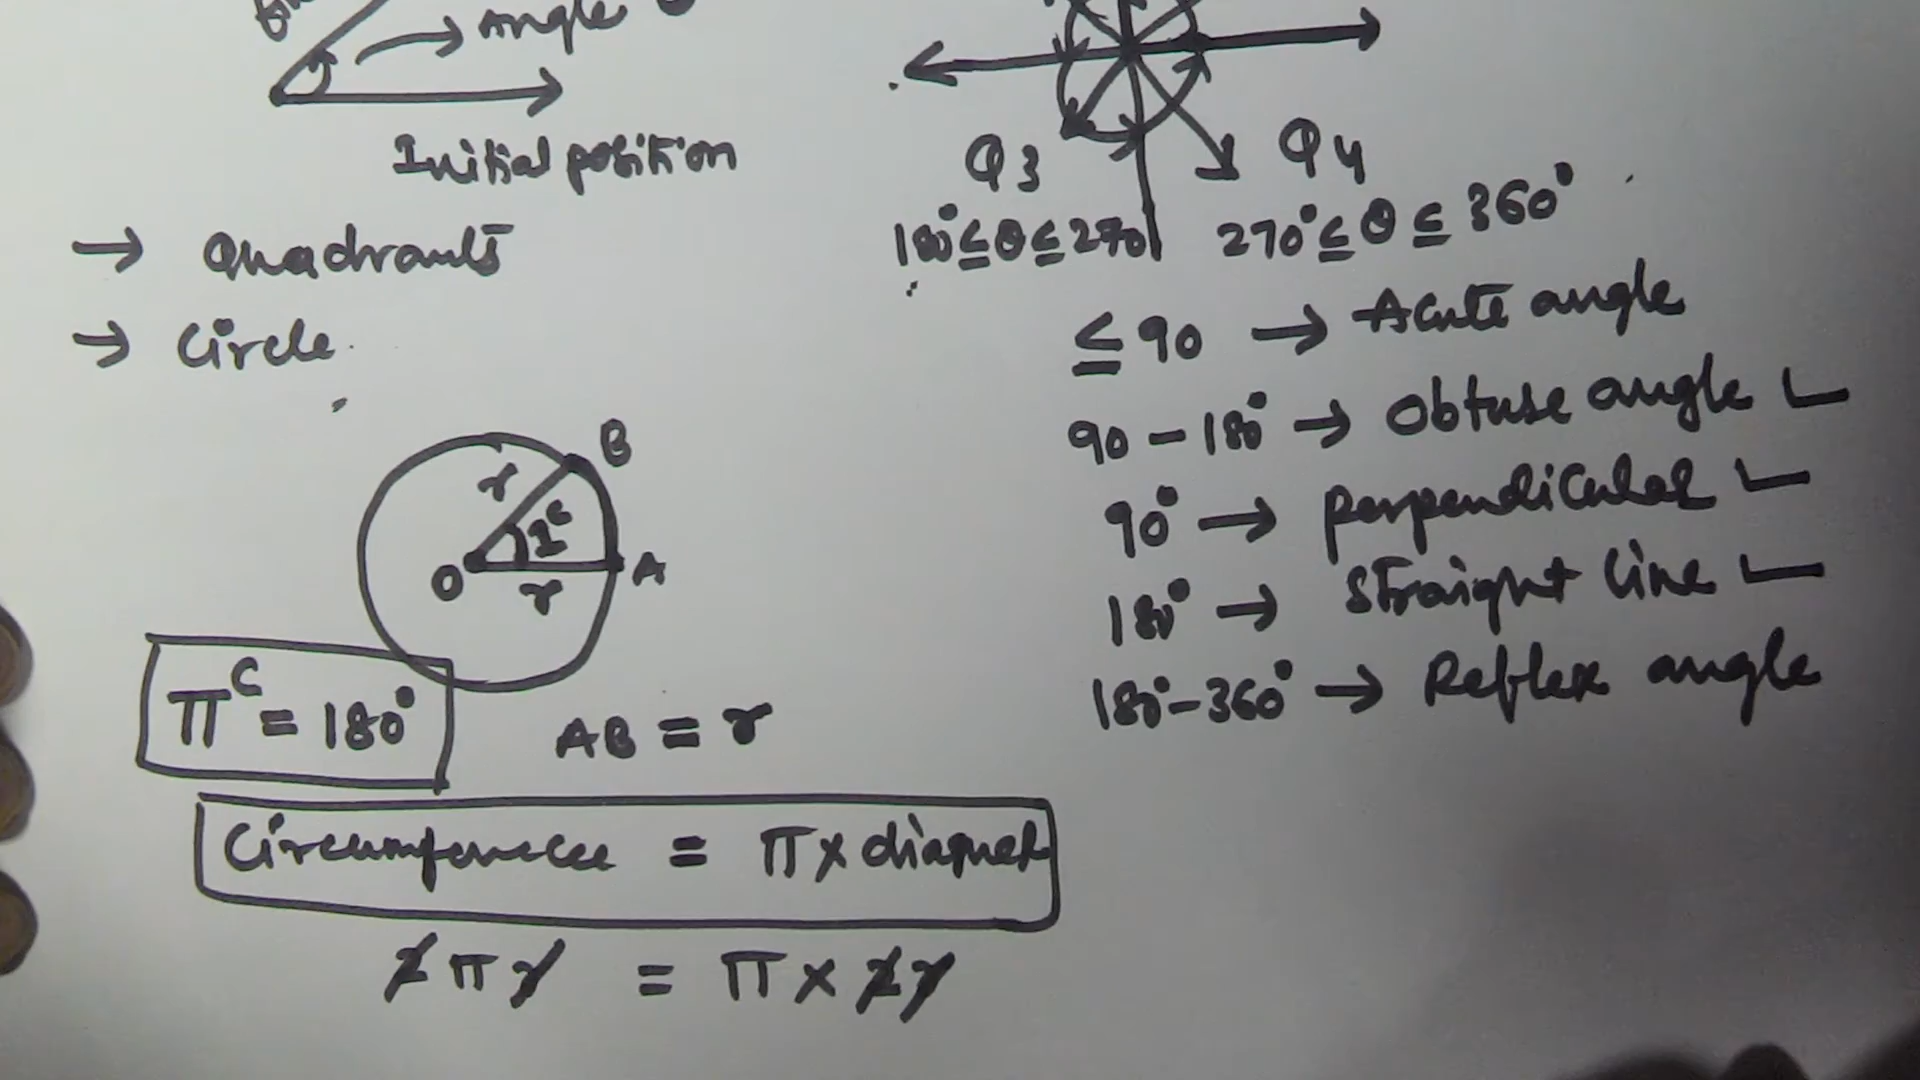 Angle
Initial position
→ Quadrants
→ Circle
B
r
1ᶜ
O
r
A
πᶜ = 180°
AB = r
Circumferencee = π x diameter
2πr = π x 2r
Q3
Q4
180° ≤ θ ≤ 270
270° ≤ θ ≤ 360°
≤ 90 → Acute angle
90 - 180° → Obtuse angle
90° → perpendicular
180° → straight line
180° - 360° → Reflex angle